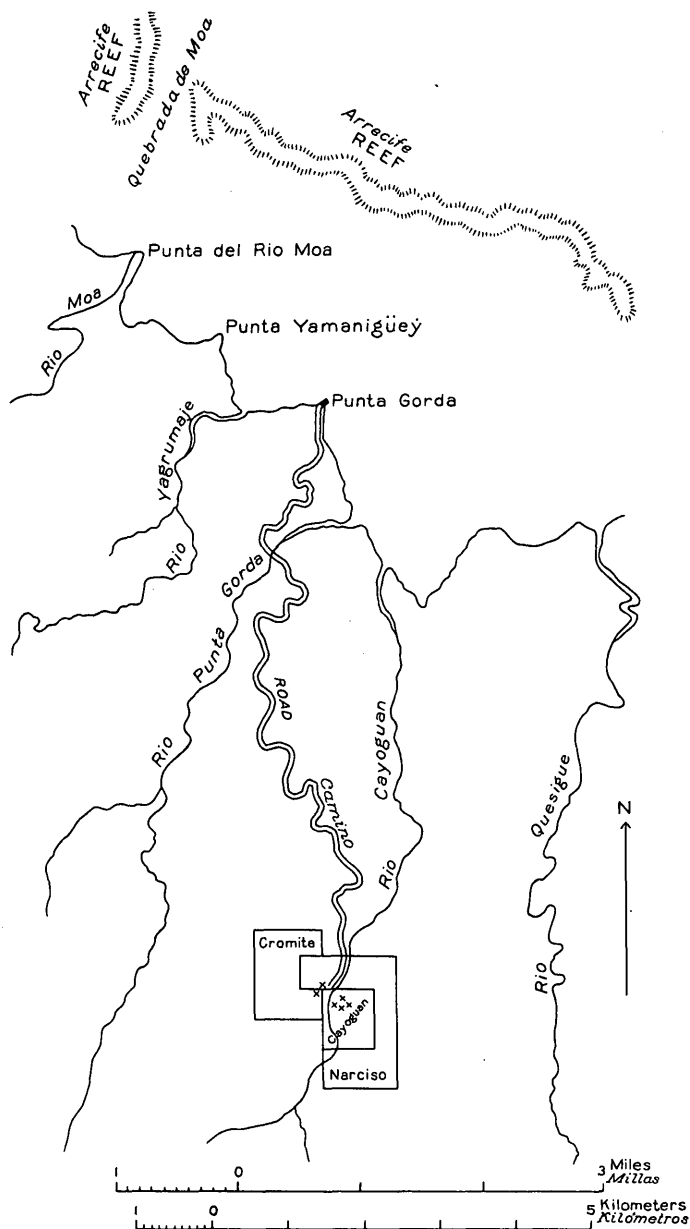 Arrecife
REEF
Quebrada de Moa
Arrecife
REEF
Punta del Rio Moa
Moa
Rio
Punta Yamanigüey
Punta Gorda
Yagrumaje
Rio
Gorda
Punta
Rio
ROAD
Camino
Cayoguan
Rio
Quesigue
Rio
N
Cromite
Cayoguan
Narciso
1 0 3 Miles
Millas
1 0 5 Kilometers
Kilómetros